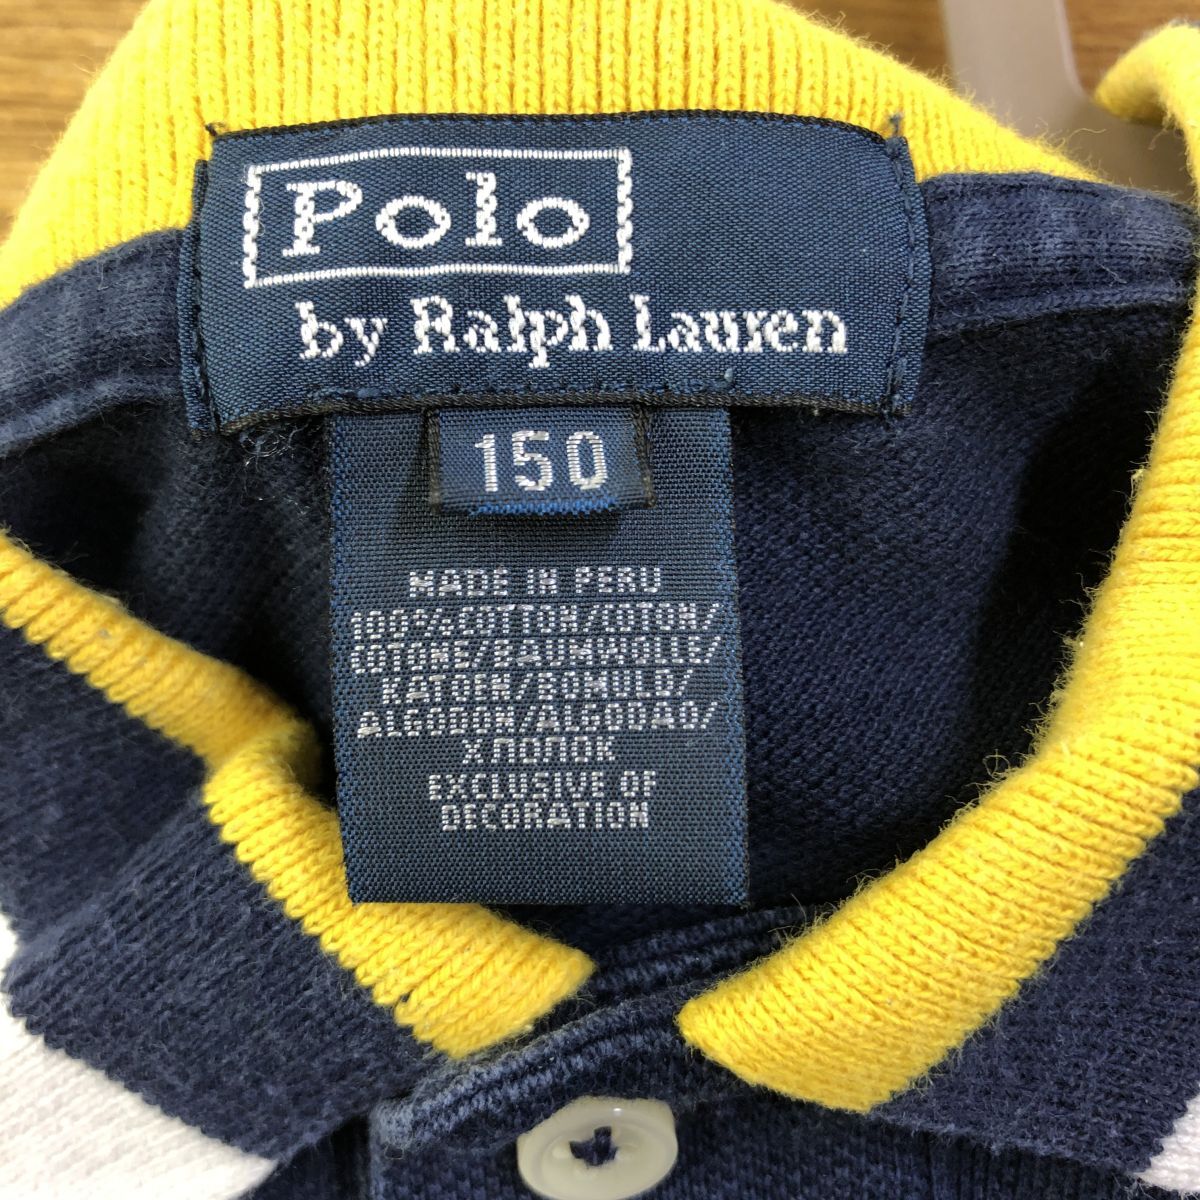 Polo
by Ralph Lauren
150
MADE IN PERU
100%COTTON/COTON/
COTONE/BAUMWOLLE/
KATOEN/BOMULD/
ALGODON/ALGODAO/
ХЛОПОК
EXCLUSIVE OF
DECORATION